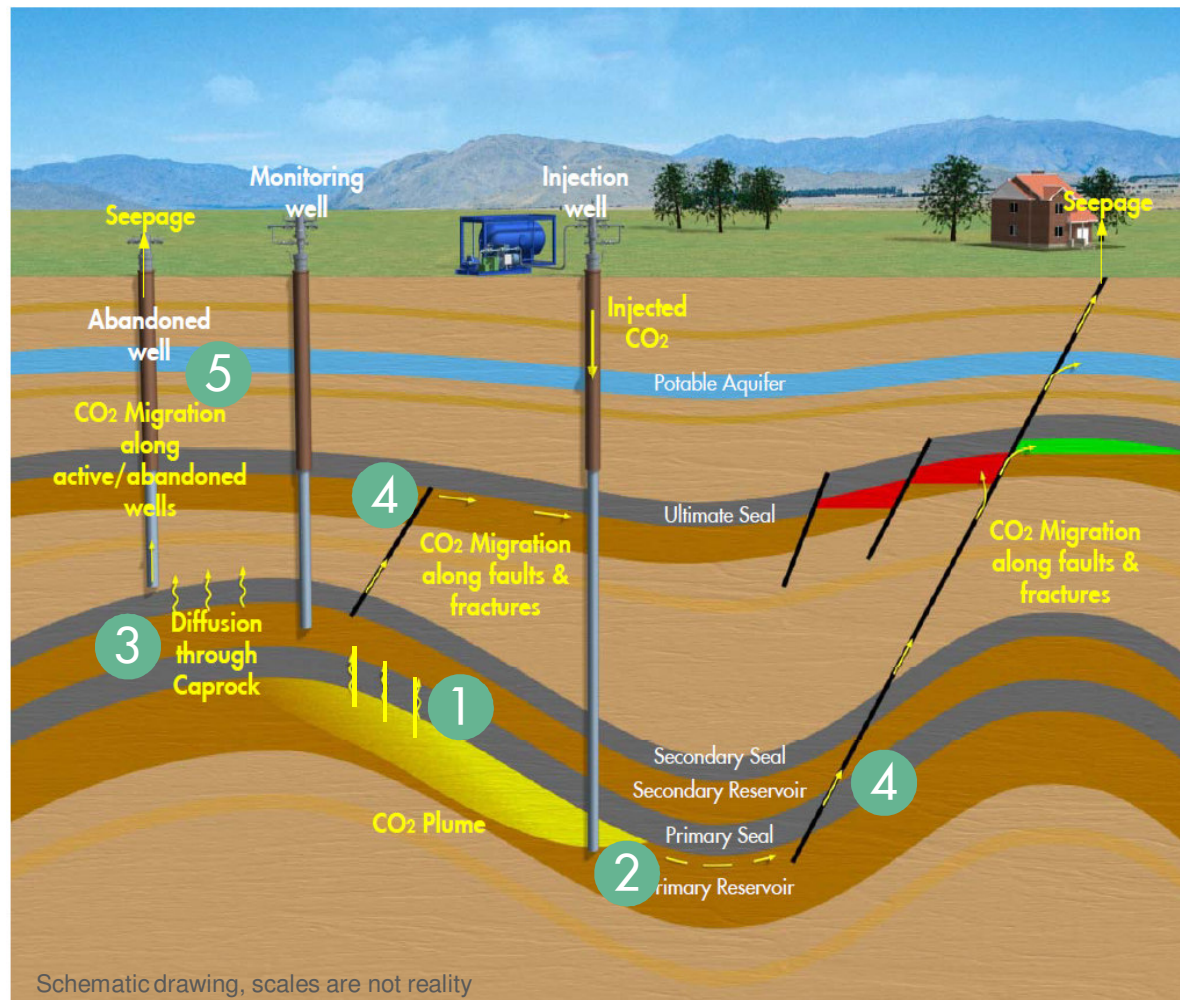 Monitoring
well
Injection
well
Seepage
Seepage
Injected
CO2
Abandoned
well
5
Potable Aquifer
CO2 Migration
along
active/abandoned
wells
4
Ultimate Seal
CO2 Migration
along faults &
fractures
CO2 Migration
along faults &
fractures
3
Diffusion
through
Caprock
1
Secondary Seal
Secondary Reservoir
4
CO2 Plume
Primary Seal
2
rimary Reservoir
Schematic drawing, scales are not reality